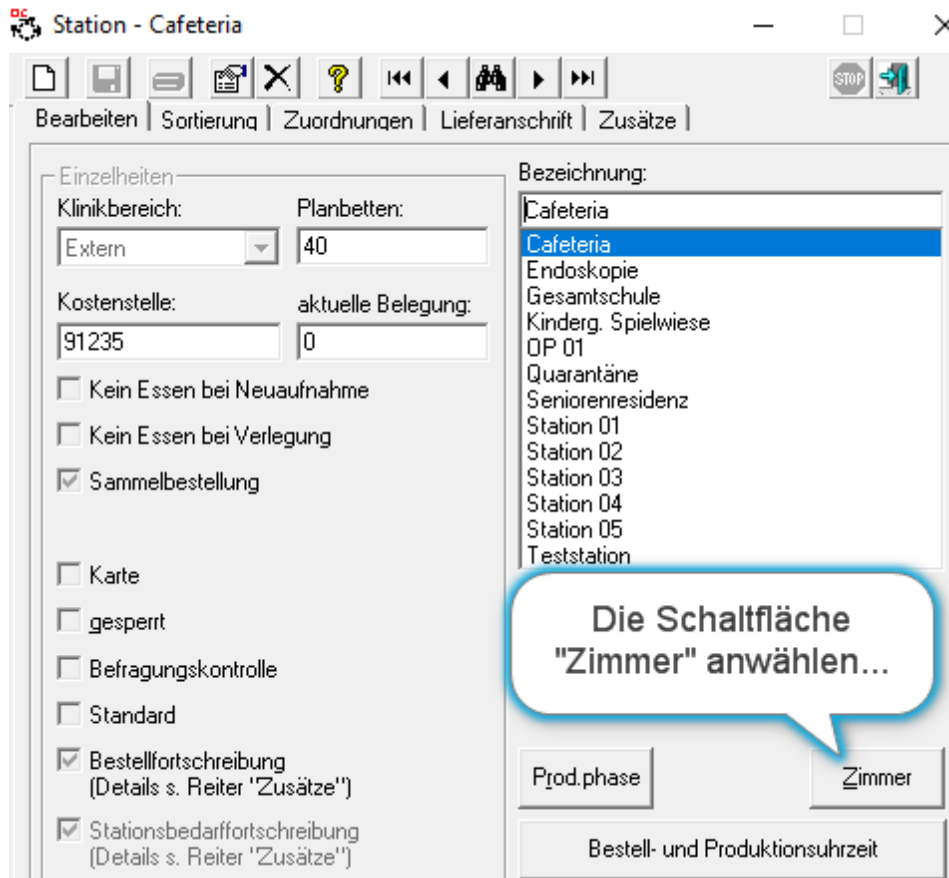 Station - Cafeteria
STOP
Bearbeiten Sortierung Zuordnungen Lieferanschrift Zusätze
Einzelheiten
Klinikbereich: Planbetten:
Extern 40
Kostenstelle: aktuelle Belegung:
91235 0
Kein Essen bei Neuaufnahme
Kein Essen bei Verlegung
Sammelbestellung
Karte
gesperrt
Befragungskontrolle
Standard
Bestellfortschreibung
(Details s. Reiter "Zusätze")
Stationsbedarffortschreibung
(Details s. Reiter "Zusätze")
Bezeichnung:
Cafeteria
Cafeteria
Endoskopie
Gesamtschule
Kinderg. Spielwiese
OP 01
Quarantäne
Seniorenresidenz
Station 01
Station 02
Station 03
Station 04
Station 05
Teststation
Die Schaltfläche
"Zimmer" anwählen...
Prod.phase Zimmer
Bestell- und Produktionsuhrzeit